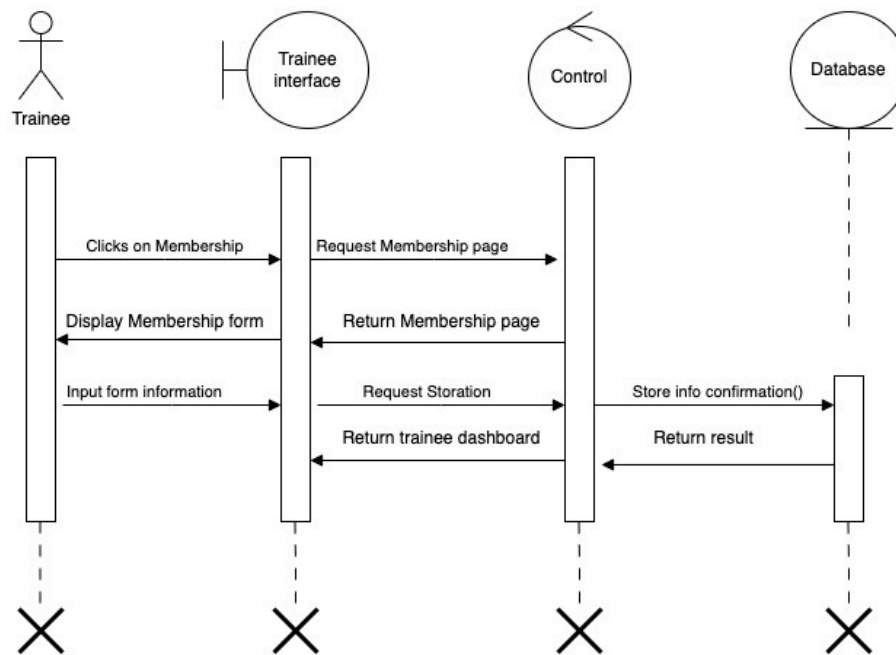 Trainee
Trainee
interface
Control
Database
Clicks on Membership
Request Membership page
Display Membership form
Return Membership page
Input form information
Request Storation
Store info confirmation()
Return trainee dashboard
Return result